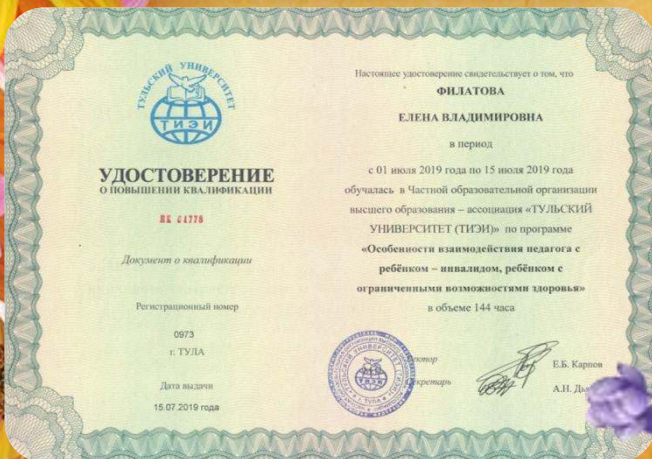 ТУЛЬСКИЙ УНИВЕРСИТЕТ
ТИЭИ
УДОСТОВЕРЕНИЕ
О ПОВЫШЕНИИ КВАЛИФИКАЦИИ
ПК 04778
Документ о квалификации
Регистрационный номер
0973
г. ТУЛА
Дата выдачи
15.07.2019 года
Настоящее удостоверение свидетельствует о том, что
ФИЛАТОВА
ЕЛЕНА ВЛАДИМИРОВНА
в период
с 01 июля 2019 года по 15 июля 2019 года
обучалась в Частной образовательной организации
высшего образования – ассоциация «ТУЛЬСКИЙ
УНИВЕРСИТЕТ (ТИЭИ)» по программе
«Особенности взаимодействия педагога с
ребёнком – инвалидом, ребёнком с
ограниченными возможностями здоровья»
в объеме 144 часа
Ректор
Е.Б. Карпов
Секретарь
А.Н.